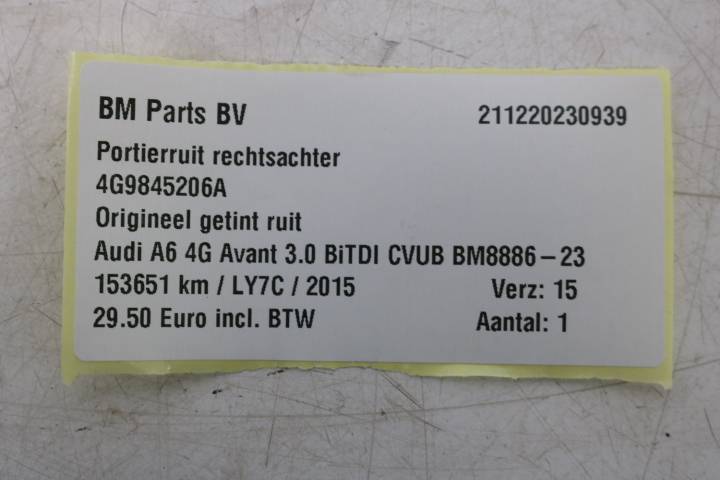 BM Parts BV 211220230939
Portierruit rechtsachter
4G9845206A
Origineel getint ruit
Audi A6 4G Avant 3.0 BiTDI CVUB BM8886-23
153651 km / LY7C / 2015 Verz: 15
29.50 Euro incl. BTW Aantal: 1